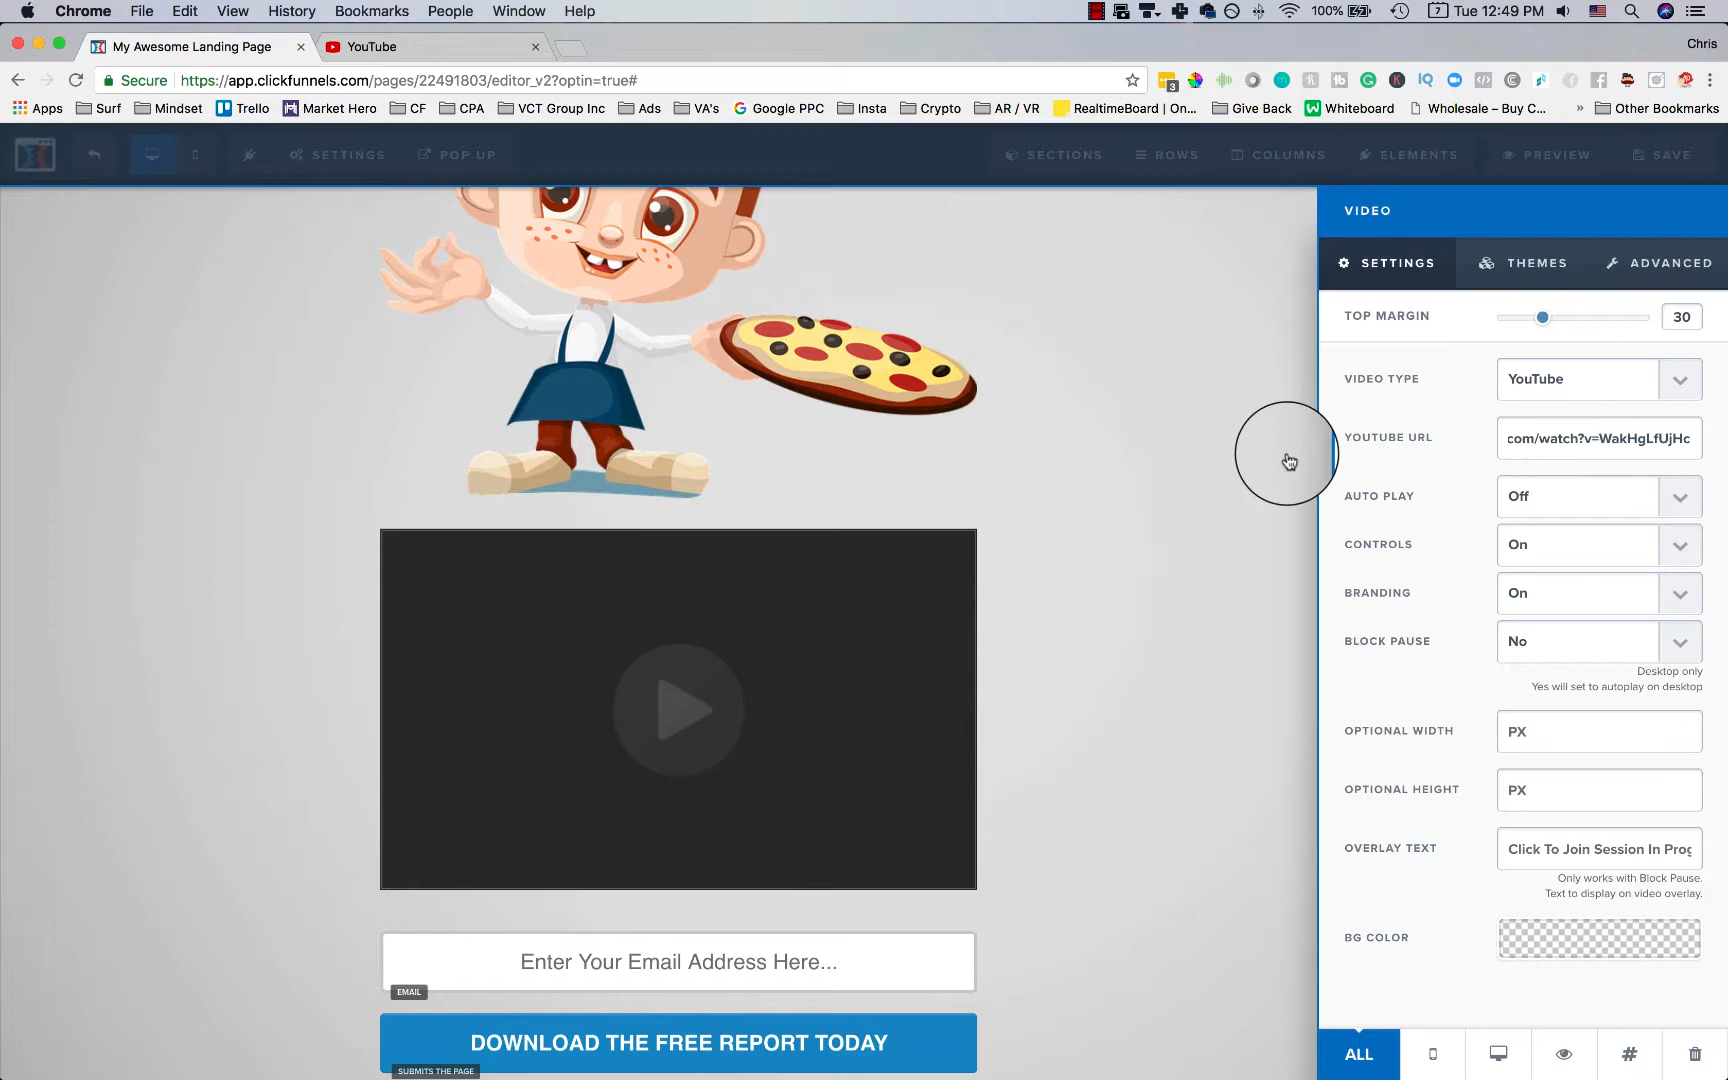 Chrome File Edit View History Bookmarks People Window Help 100% 7 Tue 12:49 PM
My Awesome Landing Page YouTube Chris
Secure https://app.clickfunnels.com/pages/22491803/editor_v2?optin=true# 3
Apps Surf Mindset Trello Market Hero CF CPA VCT Group Inc Ads VA's Google PPC Insta Crypto AR / VR RealtimeBoard | On... Give Back Whiteboard Wholesale – Buy C... » Other Bookmarks
SETTINGS POP UP SECTIONS ROWS COLUMNS ELEMENTS PREVIEW SAVE
VIDEO
SETTINGS THEMES ADVANCED
TOP MARGIN 30
VIDEO TYPE YouTube
YOUTUBE URL com/watch?v=WakHgLfUjHc
AUTO PLAY Off
CONTROLS On
BRANDING On
BLOCK PAUSE No
Desktop only
Yes will set to autoplay on desktop
OPTIONAL WIDTH PX
OPTIONAL HEIGHT PX
OVERLAY TEXT Click To Join Session In Prog
Only works with Block Pause.
Text to display on video overlay.
BG COLOR
Enter Your Email Address Here...
EMAIL
DOWNLOAD THE FREE REPORT TODAY
SUBMITS THE PAGE
ALL #